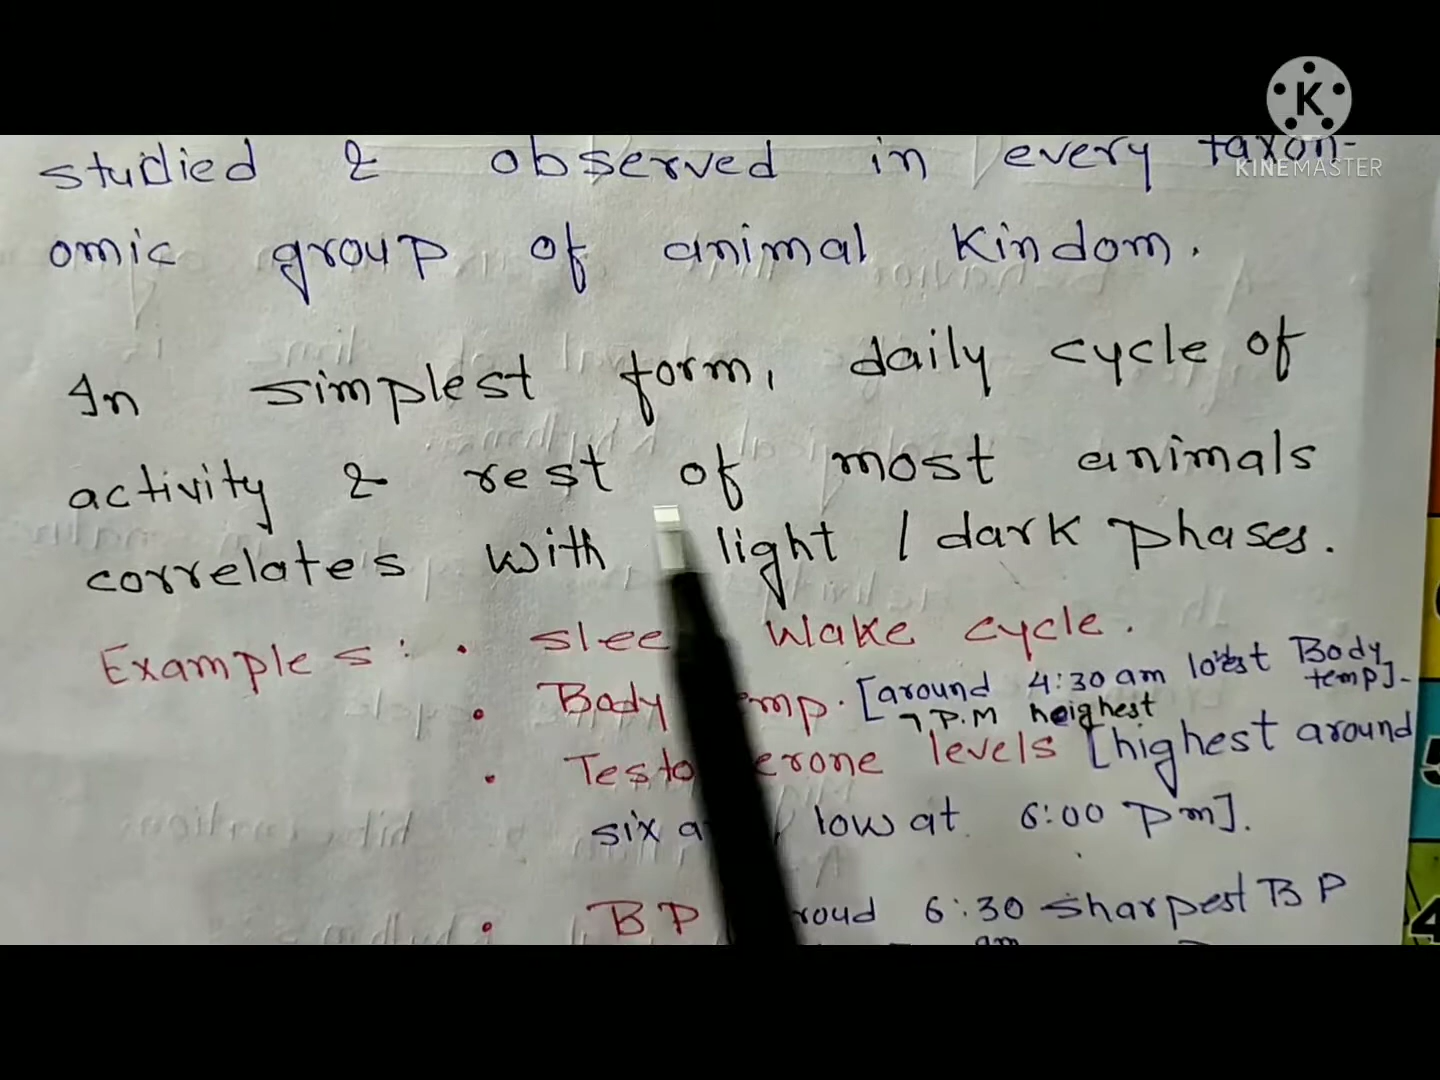 K
KINEMASTER
studied & observed in every taxon-
omic group of animal Kindom.
In simplest form, daily cycle of
activity & rest of most animals
correlates with light / dark phases.
Examples: • slee Wake cycle.
• Body mp. [around 4:30 am Body
temp]-
7 P.M heighest
• Testo erone levels [highest around
six a low at 6:00 pm].
• BP roud 6:30 sharpest BP
am
5
4